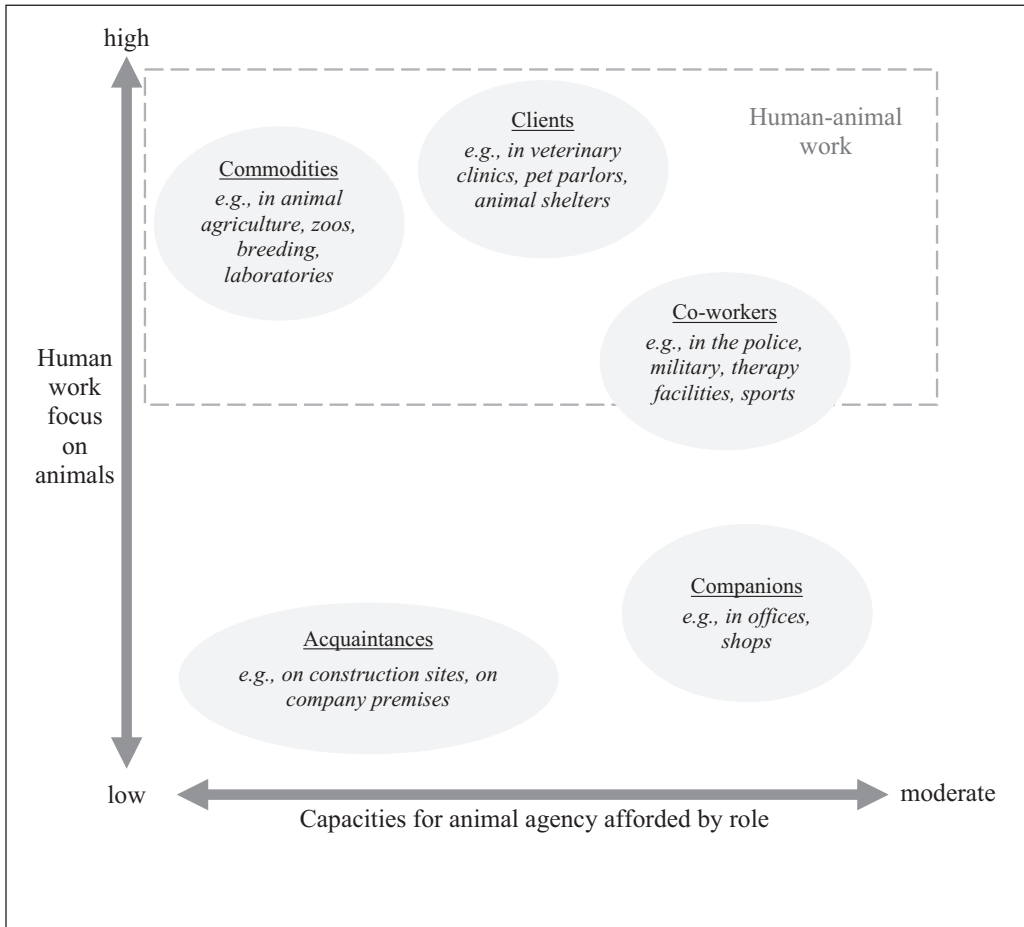 high
Clients
e.g., in veterinary
clinics, pet parlors,
animal shelters
Human-animal
work
Commodities
e.g., in animal
agriculture, zoos,
breeding,
laboratories
Co-workers
e.g., in the police,
military, therapy
facilities, sports
Human
work
focus
on
animals
Companions
e.g., in offices,
shops
Acquaintances
e.g., on construction sites, on
company premises
low
moderate
Capacities for animal agency afforded by role